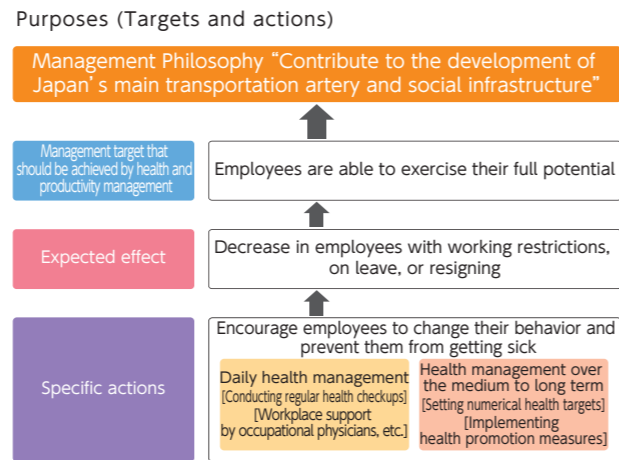 Purposes (Targets and actions)
Management Philosophy “Contribute to the development of
Japan’s main transportation artery and social infrastructure”
Management target that
should be achieved by health and
productivity management
Employees are able to exercise their full potential
Expected effect
Decrease in employees with working restrictions,
on leave, or resigning
Specific actions
Encourage employees to change their behavior and
prevent them from getting sick
Daily health management
[Conducting regular health checkups]
[Workplace support
by occupational physicians, etc.]
Health management over
the medium to long term
[Setting numerical health targets]
[Implementing
health promotion measures]